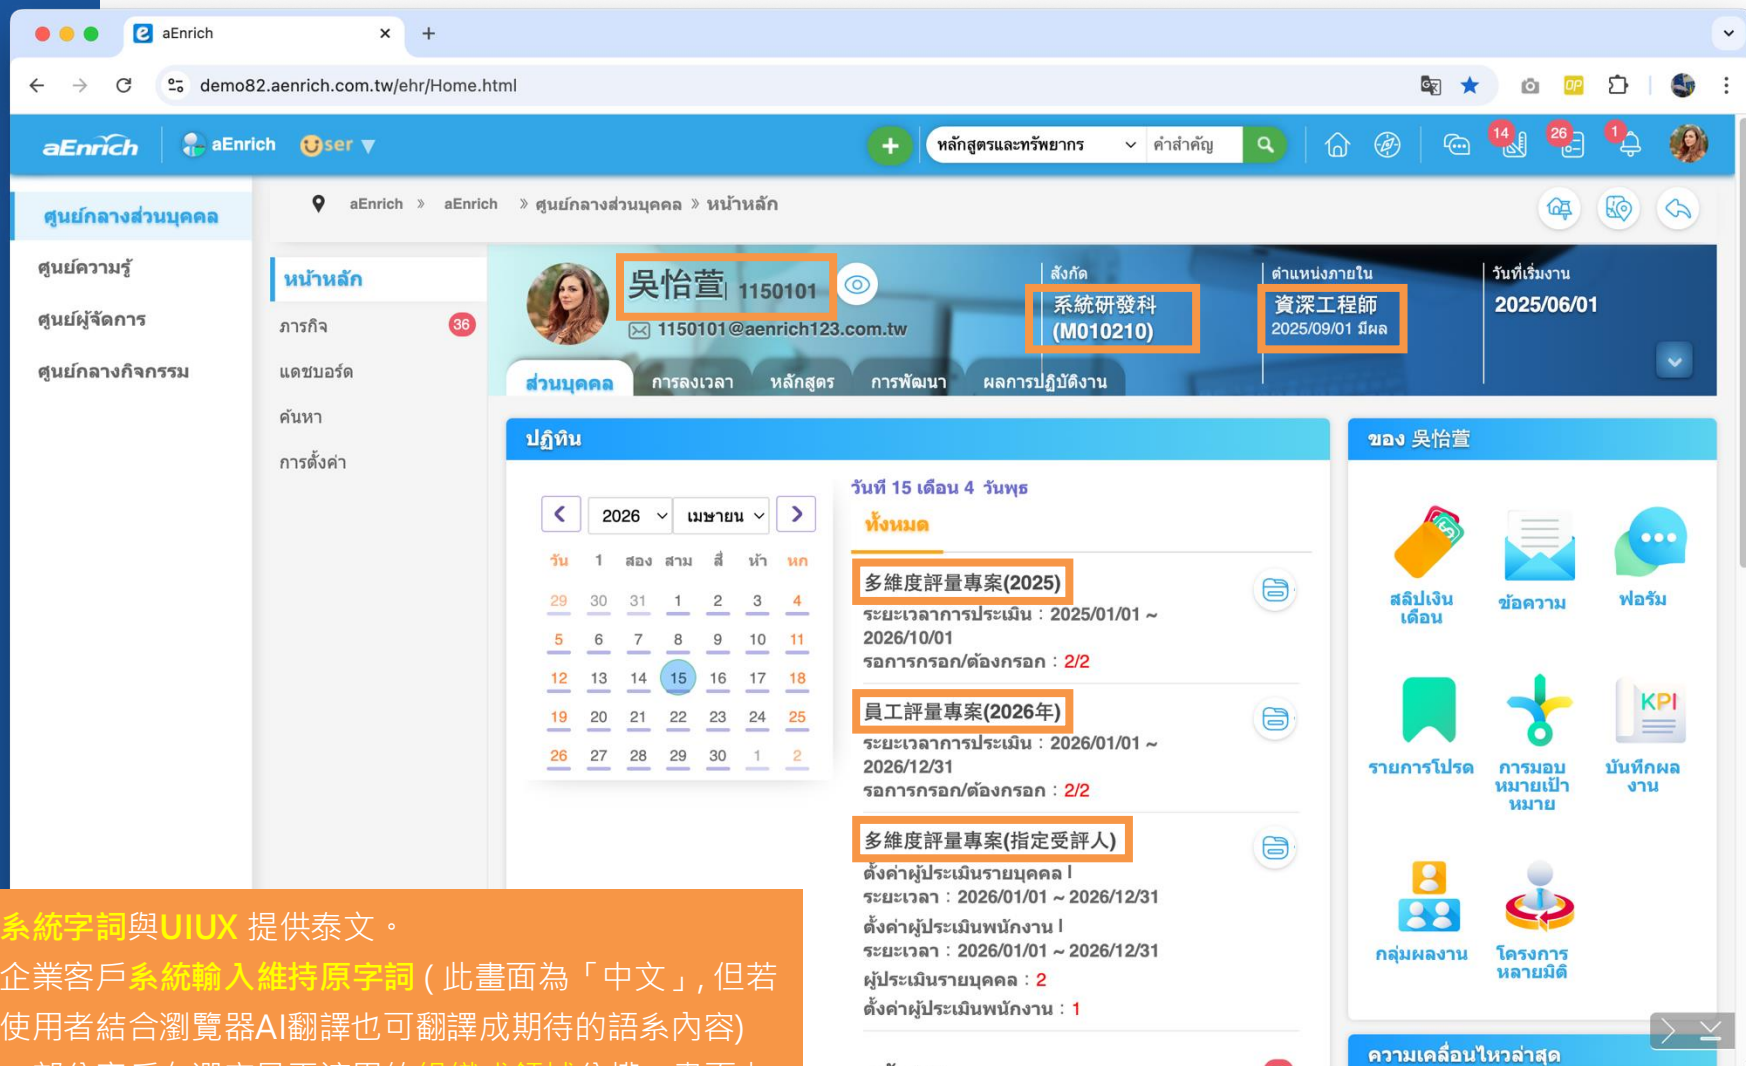 aEnrich
demo82.aenrich.com.tw/ehr/Home.html
OP
aEnrich
aEnrich
User
หลักสูตรและทรัพยากร
คำสำคัญ
14
26
1
ศูนย์กลางส่วนบุคคล
ศูนย์ความรู้
ศูนย์ผู้จัดการ
ศูนย์กลางกิจกรรม
aEnrich » aEnrich » ศูนย์กลางส่วนบุคคล » หน้าหลัก
หน้าหลัก
ภารกิจ
36
แดชบอร์ด
ค้นหา
การตั้งค่า
吳怡萱 1150101
1150101@aenrich123.com.tw
สังกัด
系統研發科
(M010210)
ตำแหน่งภายใน
資深工程師
2025/09/01 มีผล
วันที่เริ่มงาน
2025/06/01
ส่วนบุคคล
การลงเวลา
หลักสูตร
การพัฒนา
ผลการปฏิบัติงาน
ปฏิทิน
2026
เมษายน
วัน 1 สอง สาม สี่ ห้า หก
29 30 31 1 2 3 4
5 6 7 8 9 10 11
12 13 14 15 16 17 18
19 20 21 22 23 24 25
26 27 28 29 30 1 2
วันที่ 15 เดือน 4 วันพุธ
ทั้งหมด
多維度評量專案(2025)
ระยะเวลาการประเมิน：2025/01/01 ~
2026/10/01
รอการกรอก/ต้องกรอก：2/2
員工評量專案(2026年)
ระยะเวลาการประเมิน：2026/01/01 ~
2026/12/31
รอการกรอก/ต้องกรอก：2/2
多維度評量專案(指定受評人)
ตั้งค่าผู้ประเมินรายบุคคล |
ระยะเวลา：2026/01/01 ~ 2026/12/31
ตั้งค่าผู้ประเมินพนักงาน |
ระยะเวลา：2026/01/01 ~ 2026/12/31
ผู้ประเมินรายบุคคล：2
ตั้งค่าผู้ประเมินพนักงาน：1
ของ 吳怡萱
สลิปเงิน
เดือน
ข้อความ
ฟอรัม
รายการโปรด
การมอบ
หมายเป้า
หมาย
KPI
บันทึกผล
งาน
กลุ่มผลงาน
โครงการ
หลายมิติ
ความเคลื่อนไหวล่าสุด
系統字詞與UIUX 提供泰文。
企業客戶系統輸入維持原字詞 ( 此畫面為「中文」, 但若
使用者結合瀏覽器AI翻譯也可翻譯成期待的語系內容)